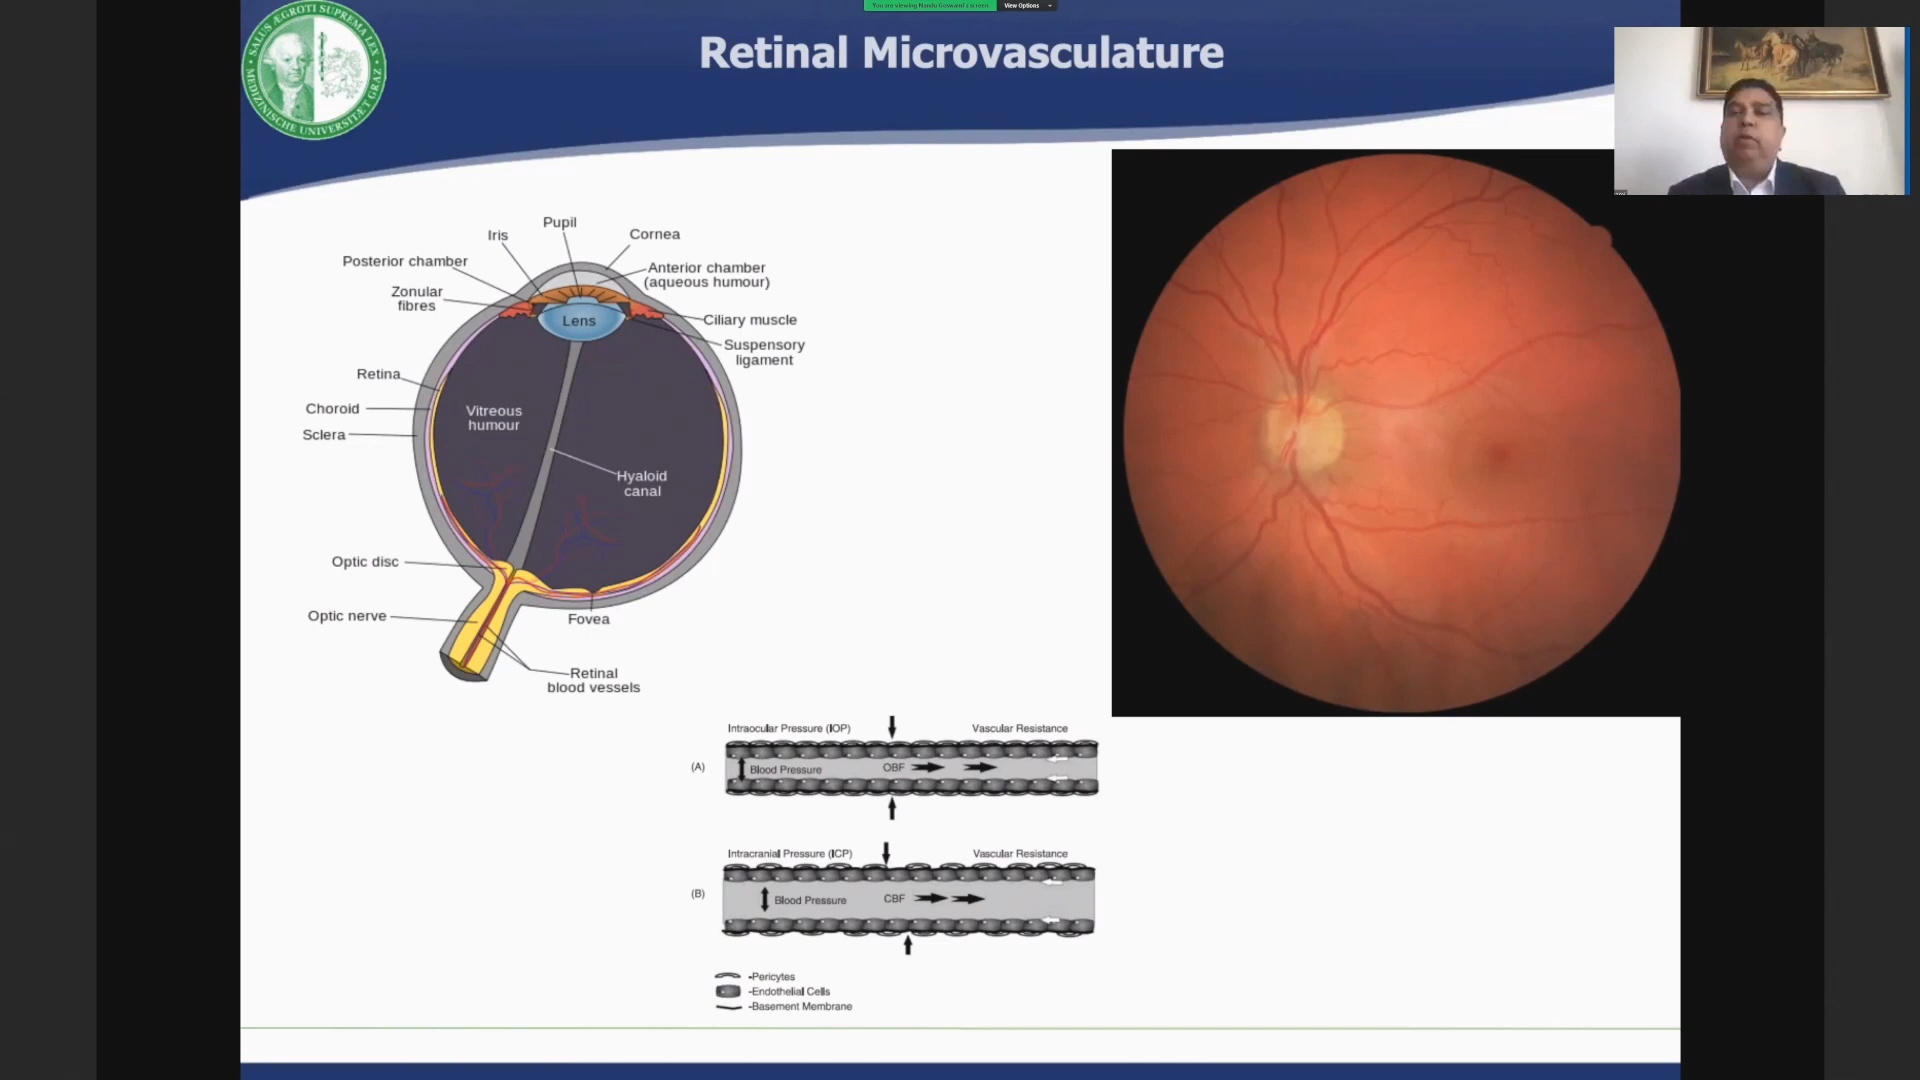 You are viewing Nandu Goswami's screen
View Options
SALUS ÆGROTI SUPREMA LEX
MEDIZINISCHE UNIVERSITÄT GRAZ
Retinal Microvasculature
Pupil
Iris
Cornea
Posterior chamber
Anterior chamber
(aqueous humour)
Zonular
fibres
Lens
Ciliary muscle
Suspensory
ligament
Retina
Choroid
Sclera
Vitreous
humour
Hyaloid
canal
Optic disc
Optic nerve
Fovea
Retinal
blood vessels
Intraocular Pressure (IOP)
Vascular Resistance
(A)
Blood Pressure
OBF
Intracranial Pressure (ICP)
Vascular Resistance
(B)
Blood Pressure
CBF
-Pericytes
-Endothelial Cells
-Basement Membrane